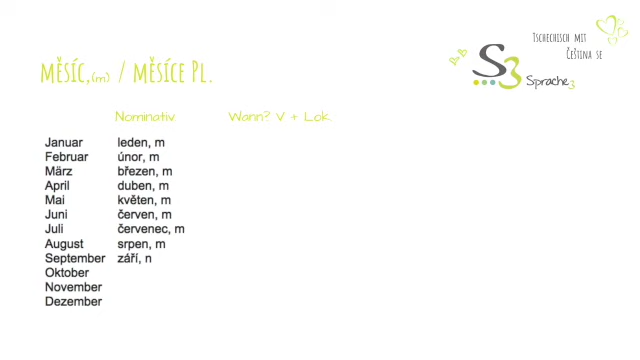 Tschechisch mit
Čeština se
měsíc,(m) / měsíce Pl.
S3
Sprache3
Nominativ Wann? V + Lok.
Januar leden, m
Februar únor, m
März březen, m
April duben, m
Mai květen, m
Juni červen, m
Juli červenec, m
August srpen, m
September září, n
Oktober
November
Dezember